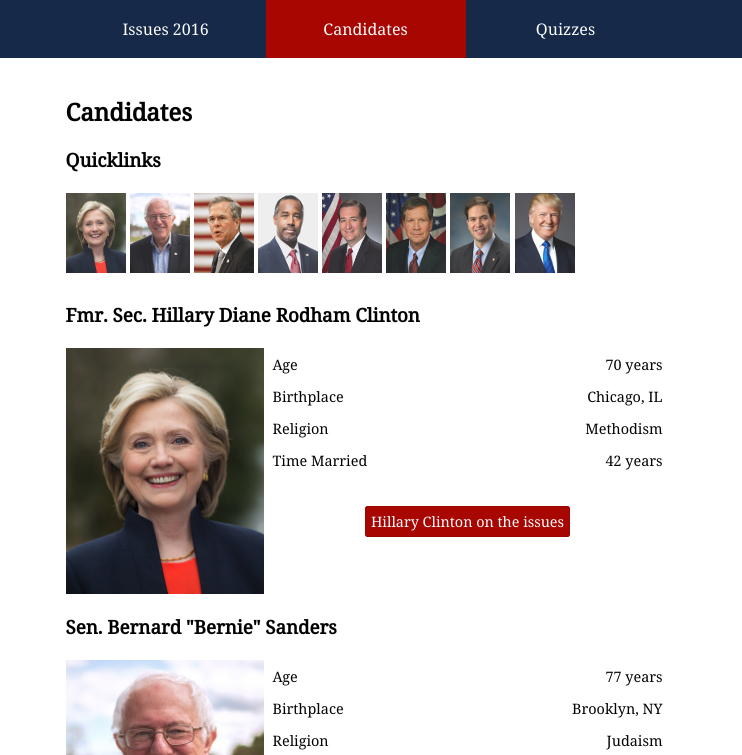 Issues 2016 Candidates Quizzes
Candidates
Quicklinks
Fmr. Sec. Hillary Diane Rodham Clinton
Age 70 years
Birthplace Chicago, IL
Religion Methodism
Time Married 42 years
Hillary Clinton on the issues
Sen. Bernard "Bernie" Sanders
Age 77 years
Birthplace Brooklyn, NY
Religion Judaism